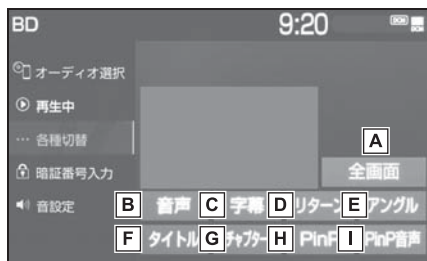 BD 9:20 DCM
オーディオ選択
再生中
… 各種切替
A
暗証番号入力 全画面
音設定
B 音声 C 字幕 D リターン E アングル
F タイトル G チャプター H PinP I PinP音声